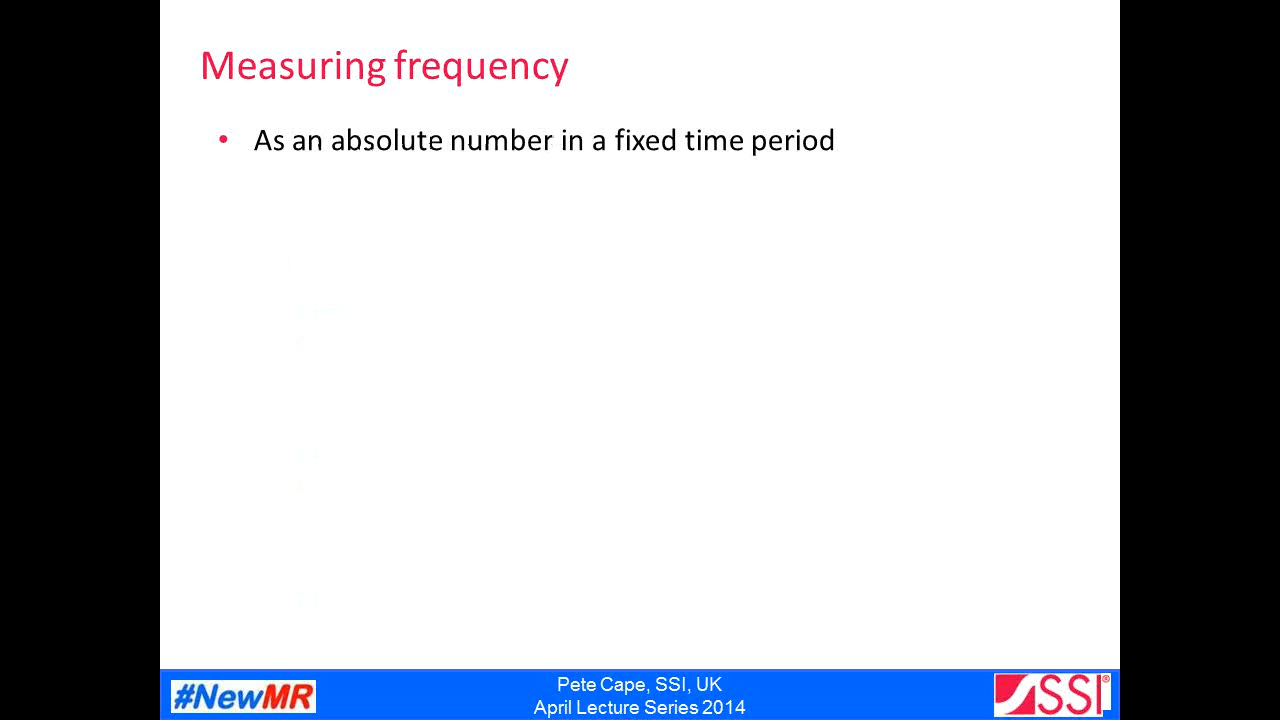 Measuring frequency
• As an absolute number in a fixed time period
#NewMR
Pete Cape, SSI, UK
April Lecture Series 2014
SSI®